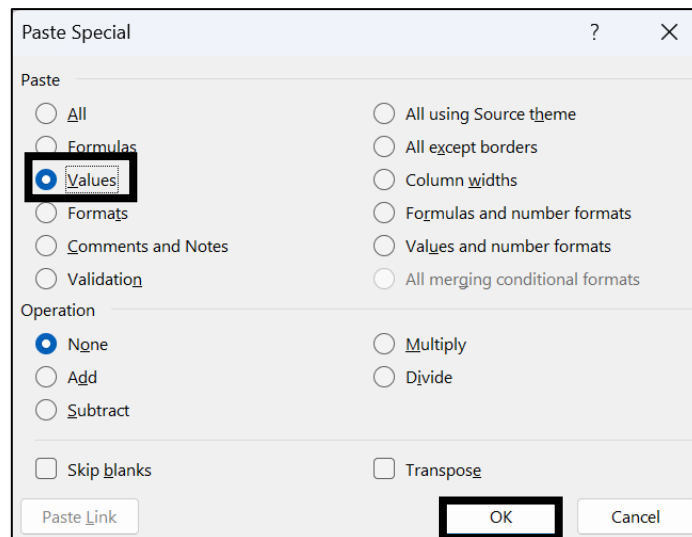 Paste Special ?
Paste
All
Formulas
Values
Formats
Comments and Notes
Validation
All using Source theme
All except borders
Column widths
Formulas and number formats
Values and number formats
All merging conditional formats
Operation
None
Add
Subtract
Multiply
Divide
Skip blanks
Transpose
Paste Link
OK
Cancel